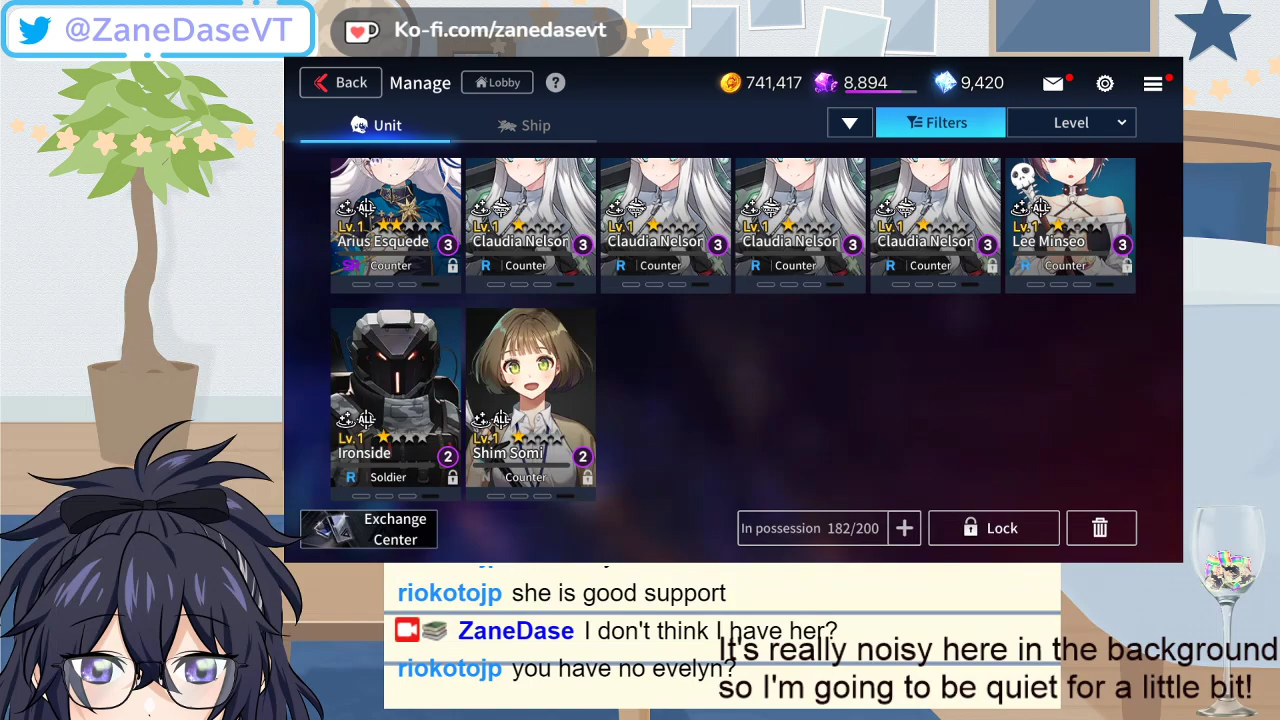 @ZaneDaseVT
Ko-fi.com/zanedasevt
Back
Manage
Lobby
?
741,417
8,894
9,420
Unit
Ship
Filters
Level
ALL
Lv.1
Arius Esquede
3
SR Counter
Lv.1
Claudia Nelson
3
R Counter
Lv.1
Claudia Nelson
3
R Counter
Lv.1
Claudia Nelson
3
R Counter
Lv.1
Claudia Nelson
3
R Counter
ALL
Lv.1
Lee Minseo
3
R Counter
ALL
Lv.1
Ironside
2
R Soldier
ALL
Lv.1
Shim Somi
2
N Counter
Exchange
Center
In possession 182/200
+
Lock
riokotojp she is good support
ZaneDase I don't think I have her?
riokotojp you have no evelyn?
It's really noisy here in the background
so I'm going to be quiet for a little bit!